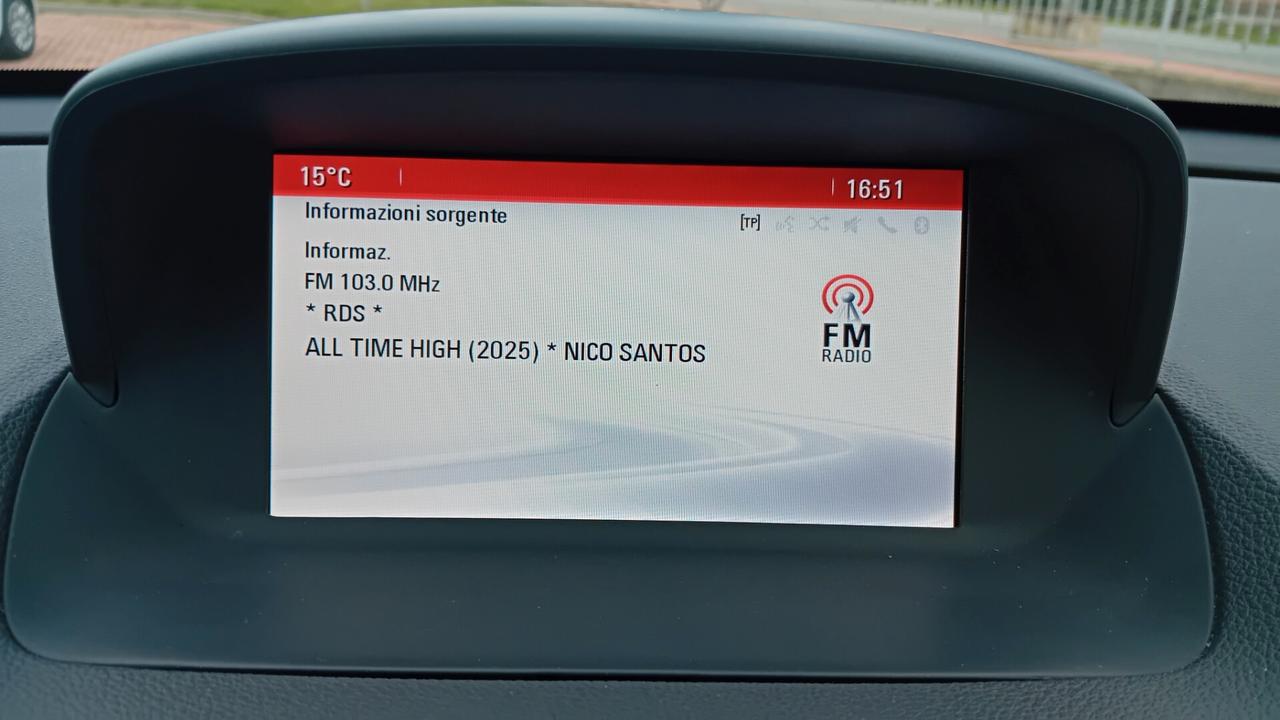 15°C 16:51
Informazioni sorgente [TP]
Informaz.
FM 103.0 MHz
* RDS *
ALL TIME HIGH (2025) * NICO SANTOS
FM
RADIO